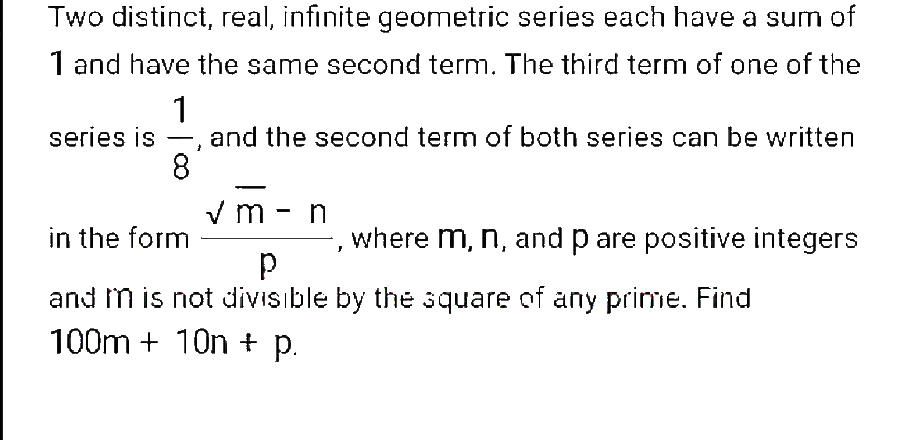 Two distinct, real, infinite geometric series each have a sum of
1 and have the same second term. The third term of one of the
series is 1/8, and the second term of both series can be written
in the form (√m - n)/p, where m, n, and p are positive integers
and m is not divisible by the square of any prime. Find
100m + 10n + p.